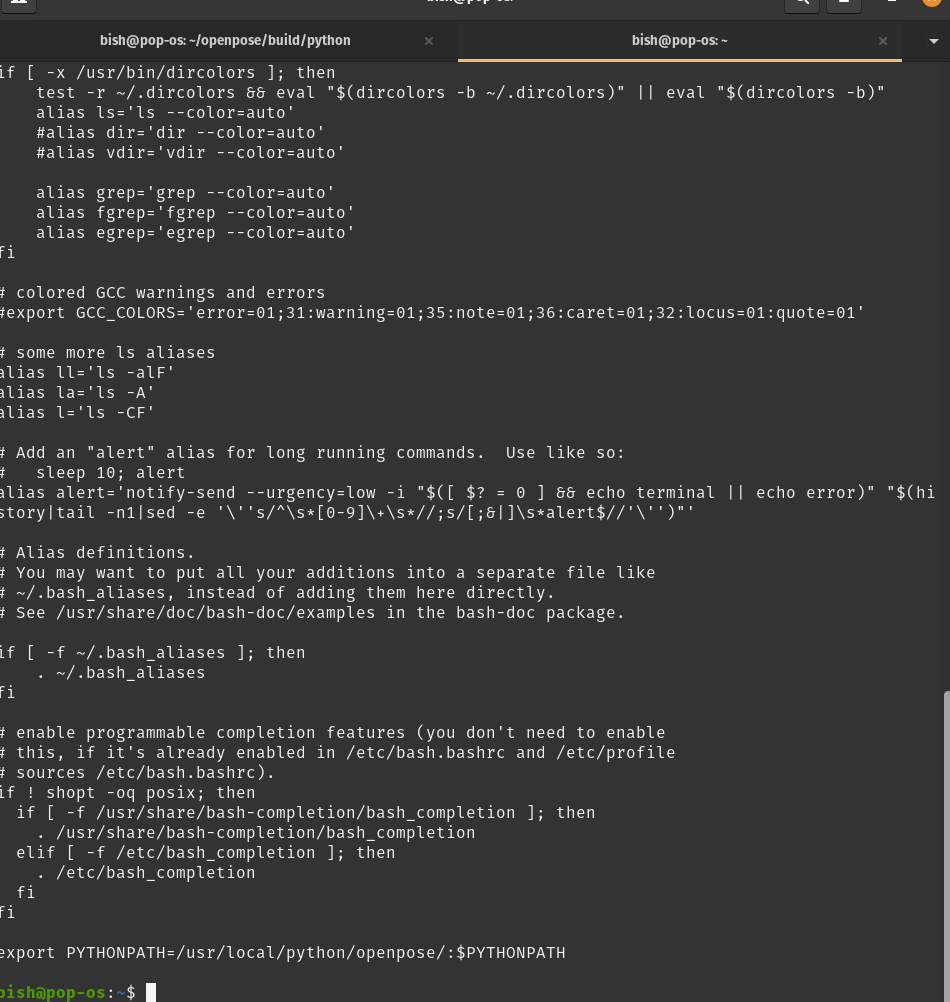 bish@pop-os: ~/openpose/build/python × bish@pop-os: ~ ×
if [ -x /usr/bin/dircolors ]; then
    test -r ~/.dircolors && eval "$(dircolors -b ~/.dircolors)" || eval "$(dircolors -b)"
    alias ls='ls --color=auto'
    #alias dir='dir --color=auto'
    #alias vdir='vdir --color=auto'

    alias grep='grep --color=auto'
    alias fgrep='fgrep --color=auto'
    alias egrep='egrep --color=auto'
fi

# colored GCC warnings and errors
#export GCC_COLORS='error=01;31:warning=01;35:note=01;36:caret=01;32:locus=01:quote=01'

# some more ls aliases
alias ll='ls -alF'
alias la='ls -A'
alias l='ls -CF'

# Add an "alert" alias for long running commands.  Use like so:
#   sleep 10; alert
alias alert='notify-send --urgency=low -i "$([ $? = 0 ] && echo terminal || echo error)" "$(hi
story|tail -n1|sed -e '\''s/^\s*[0-9]\+\s*//;s/[;&|]\s*alert$//'\'')"'

# Alias definitions.
# You may want to put all your additions into a separate file like
# ~/.bash_aliases, instead of adding them here directly.
# See /usr/share/doc/bash-doc/examples in the bash-doc package.

if [ -f ~/.bash_aliases ]; then
    . ~/.bash_aliases
fi

# enable programmable completion features (you don't need to enable
# this, if it's already enabled in /etc/bash.bashrc and /etc/profile
# sources /etc/bash.bashrc).
if ! shopt -oq posix; then
  if [ -f /usr/share/bash-completion/bash_completion ]; then
    . /usr/share/bash-completion/bash_completion
  elif [ -f /etc/bash_completion ]; then
    . /etc/bash_completion
  fi
fi

export PYTHONPATH=/usr/local/python/openpose/:$PYTHONPATH

bish@pop-os:~$